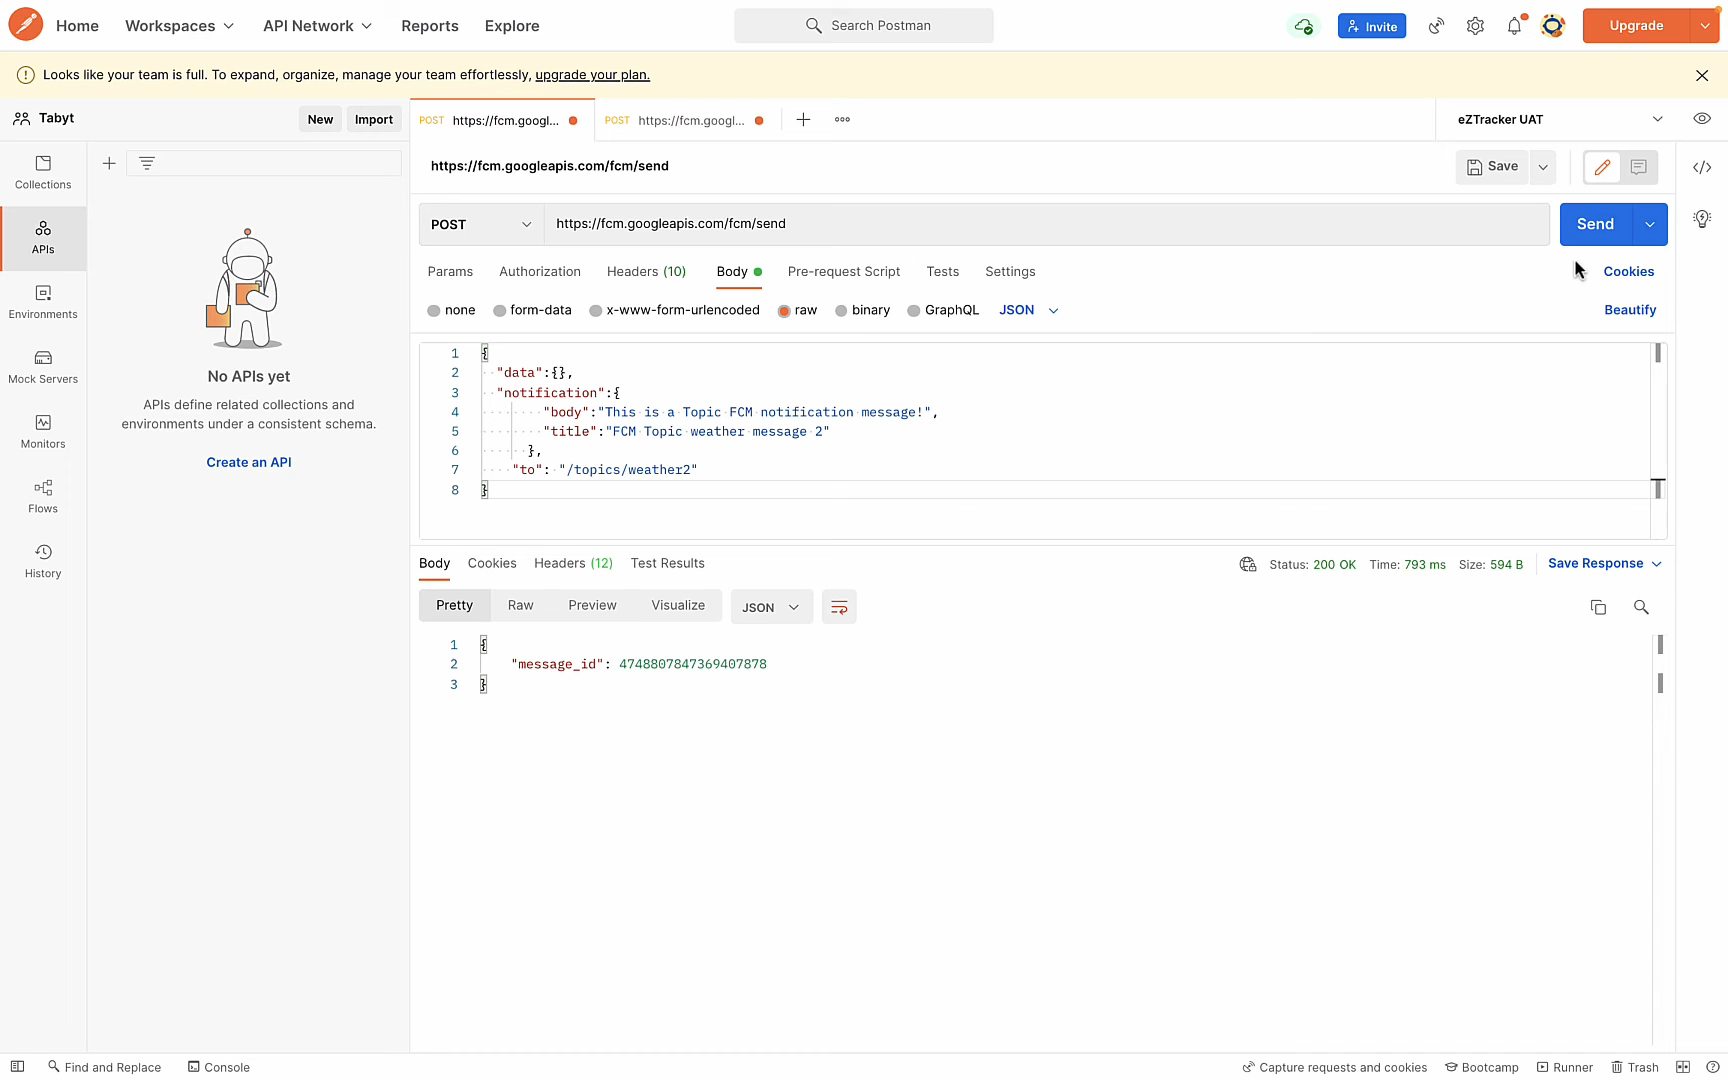 Home Workspaces API Network Reports Explore Search Postman Invite Upgrade
Looks like your team is full. To expand, organize, manage your team effortlessly, upgrade your plan.
Tabyt New Import POST https://fcm.googl... POST https://fcm.googl... eZTracker UAT
https://fcm.googleapis.com/fcm/send Save
Collections
APIs
Environments
Mock Servers
Monitors
Flows
History
No APIs yet
APIs define related collections and
environments under a consistent schema.
Create an API
POST https://fcm.googleapis.com/fcm/send Send
Params Authorization Headers (10) Body Pre-request Script Tests Settings Cookies
none form-data x-www-form-urlencoded raw binary GraphQL JSON Beautify
1 {
2 "data":{},
3 "notification":{
4 "body":"This is a Topic FCM notification message!",
5 "title":"FCM Topic weather message 2"
6 },
7 "to": "/topics/weather2"
8 }
Body Cookies Headers (12) Test Results Status: 200 OK Time: 793 ms Size: 594 B Save Response
Pretty Raw Preview Visualize JSON
1 {
2 "message_id": 4748807847369407878
3 }
Find and Replace Console Capture requests and cookies Bootcamp Runner Trash